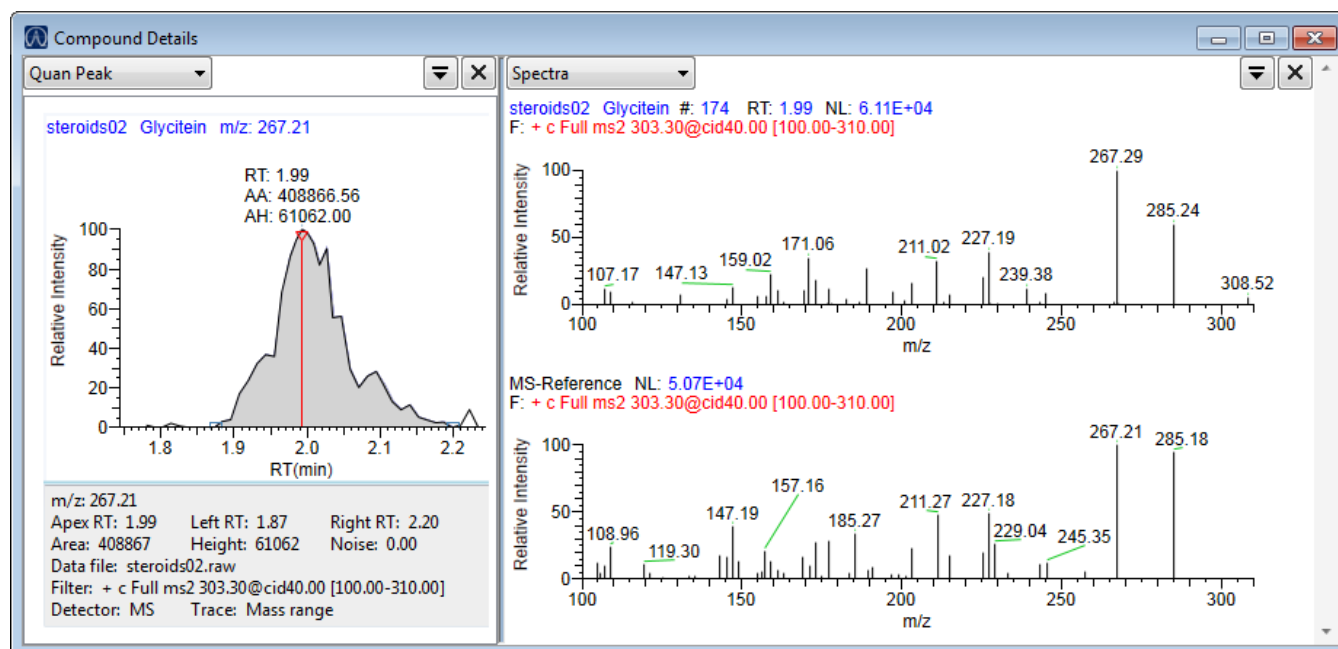 Compound Details
Quan Peak
Spectra
steroids02 Glycitein m/z: 267.21
RT: 1.99
AA: 408866.56
AH: 61062.00
Relative Intensity
100
80
60
40
20
0
1.8 1.9 2.0 2.1 2.2
RT(min)
m/z: 267.21
Apex RT: 1.99 Left RT: 1.87 Right RT: 2.20
Area: 408867 Height: 61062 Noise: 0.00
Data file: steroids02.raw
Filter: + c Full ms2 303.30@cid40.00 [100.00-310.00]
Detector: MS Trace: Mass range
steroids02 Glycitein #: 174 RT: 1.99 NL: 6.11E+04
F: + c Full ms2 303.30@cid40.00 [100.00-310.00]
Relative Intensity
100
50
0
107.17 147.13 159.02 171.06 211.02 227.19 239.38 267.29 285.24 308.52
100 150 200 250 300
m/z
MS-Reference NL: 5.07E+04
F: + c Full ms2 303.30@cid40.00 [100.00-310.00]
Relative Intensity
100
50
0
108.96 119.30 147.19 157.16 185.27 211.27 227.18 229.04 245.35 267.21 285.18
100 150 200 250 300
m/z